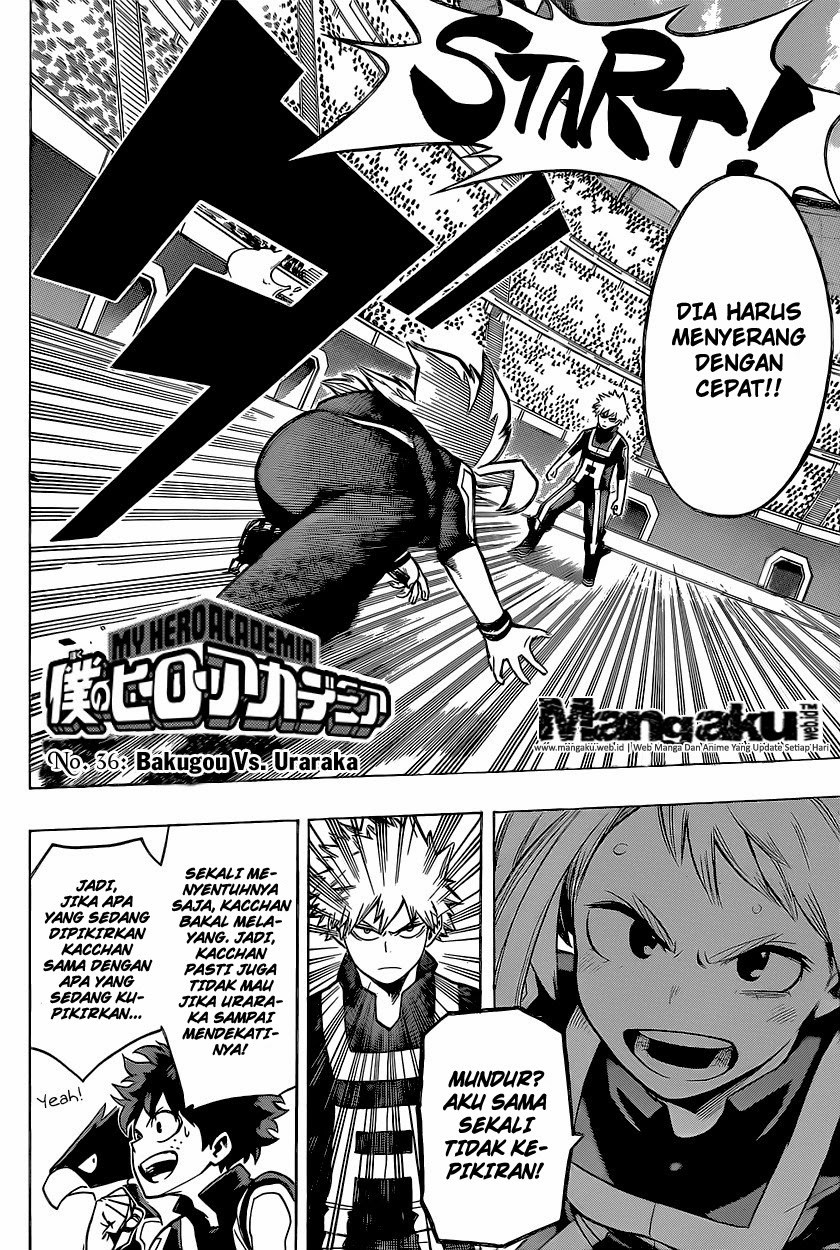 START!
DIA HARUS
MENYERANG
DENGAN
CEPAT!!
MY HERO ACADEMIA
僕のヒーローアカデミア
No. 36: Bakugou Vs. Uraraka
Mangaku
www.mangaku.web.id | Web Manga Dan Anime Yang Update Setiap Hari
MUNDUR?
AKU SAMA
SEKALI
TIDAK KE-
PIKIRAN!
SEKALI ME-
NYENTUHNYA
SAJA, KACCHAN
BAKAL MELA-
YANG. JADI,
KACCHAN
PASTI JUGA
TIDAK MAU
JIKA URARA-
KA SAMPAI
MENDEKATI-
NYA!
JADI,
JIKA APA
YANG SEDANG
DIPIKIRKAN
KACCHAN
SAMA DENGAN
APA YANG
SEDANG KU-
PIKIRKAN...
Yeah!